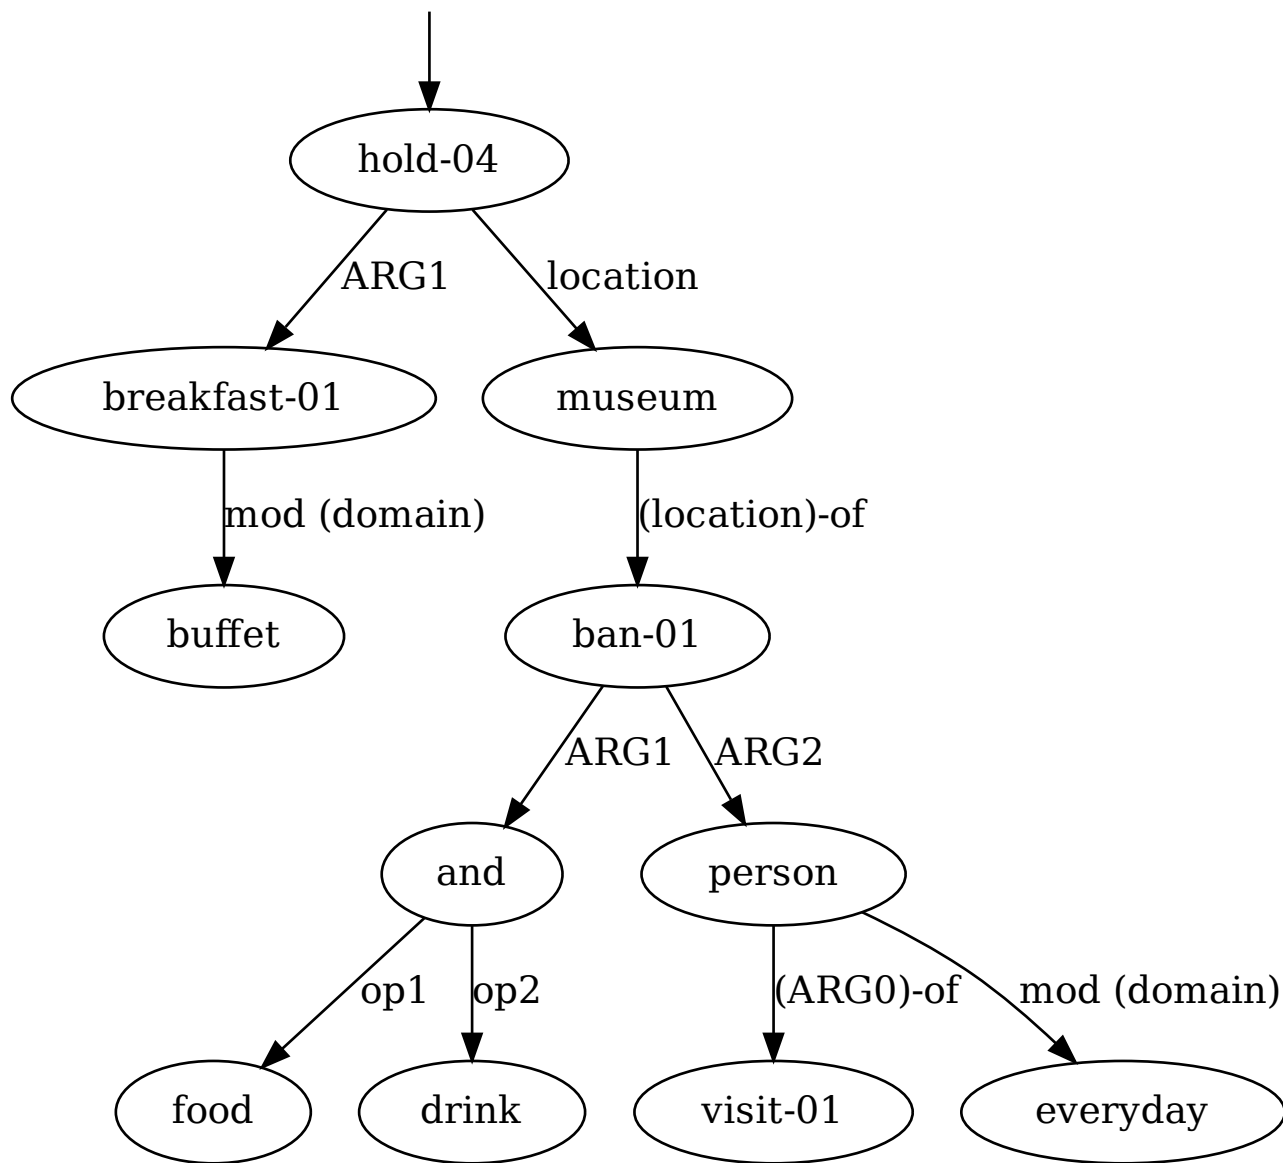 hold-04
ARG1 location
breakfast-01 museum
mod (domain) (location)-of
buffet ban-01
ARG1 ARG2
and person
op1 op2 (ARG0)-of mod (domain)
food drink visit-01 everyday